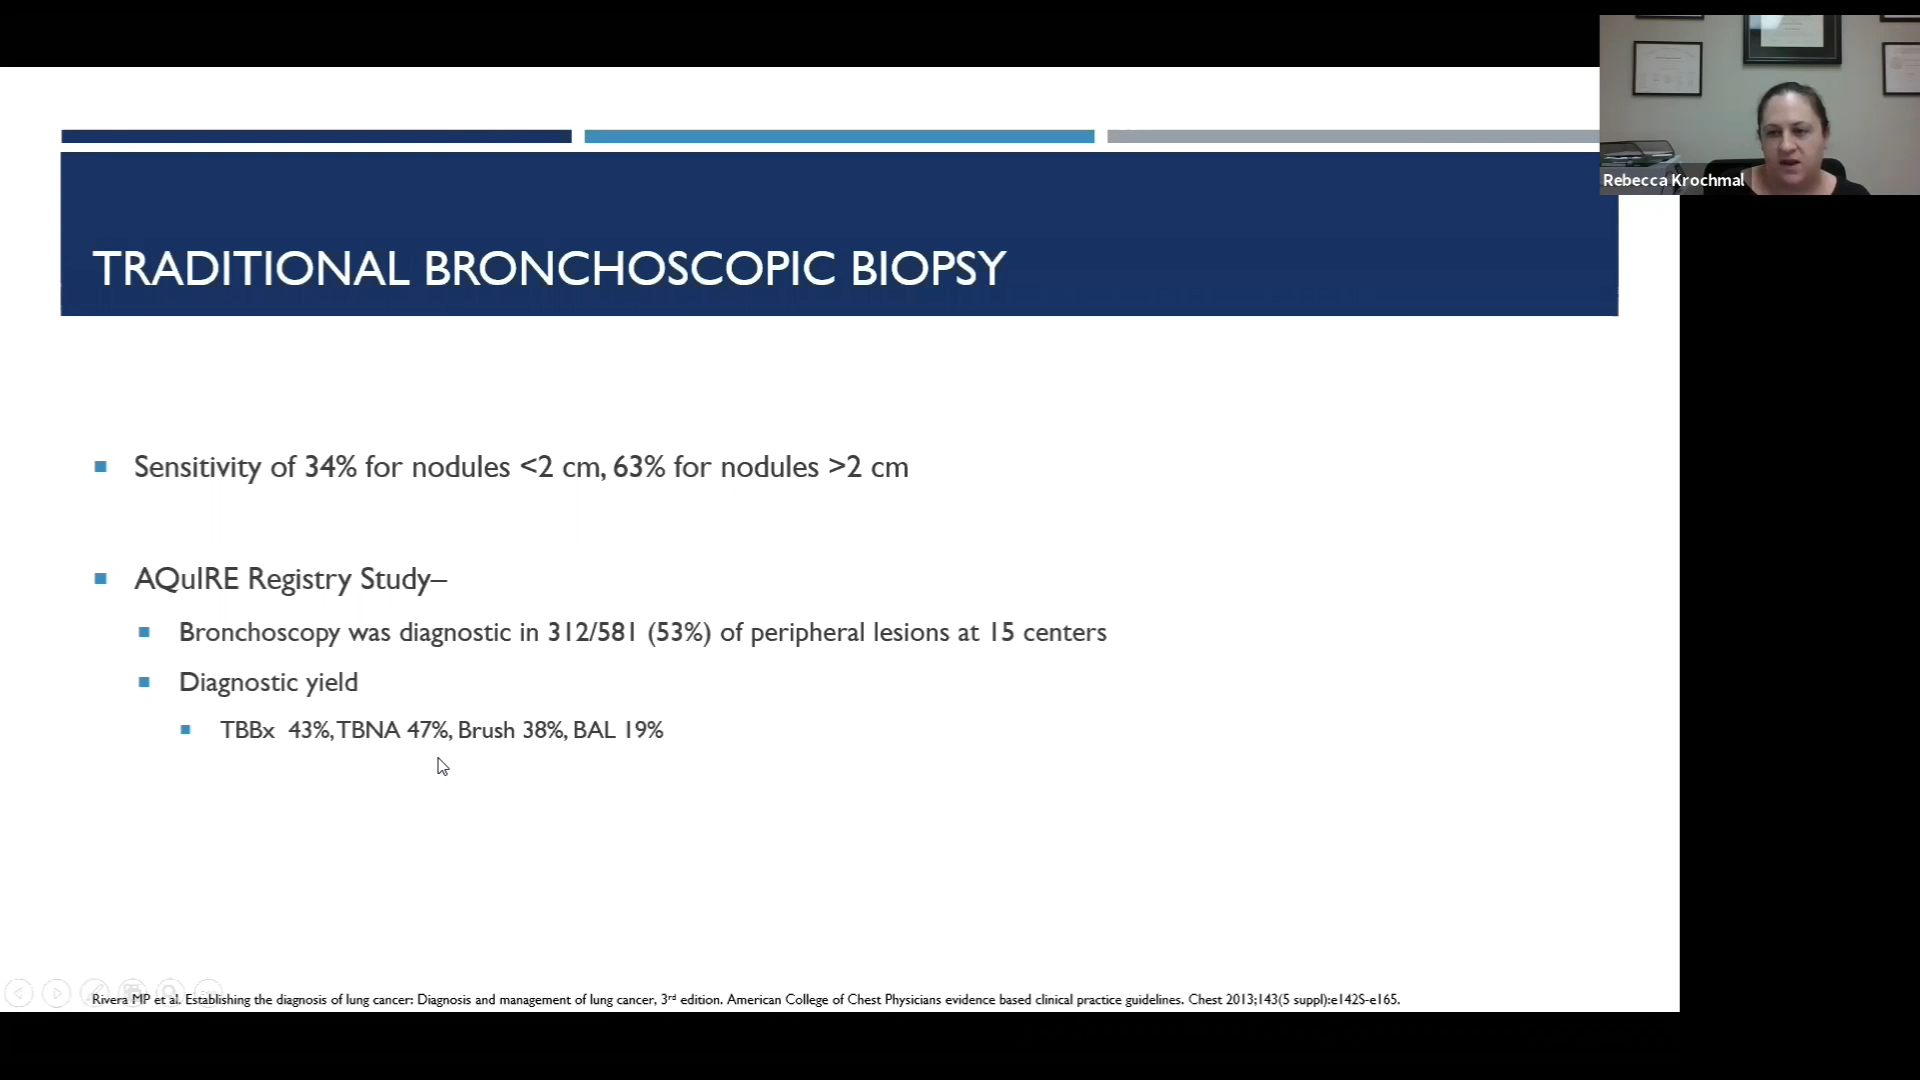 Rebecca Krochmal
TRADITIONAL BRONCHOSCOPIC BIOPSY
Sensitivity of 34% for nodules <2 cm, 63% for nodules >2 cm
AQuIRE Registry Study–
Bronchoscopy was diagnostic in 312/581 (53%) of peripheral lesions at 15 centers
Diagnostic yield
TBBx 43%, TBNA 47%, Brush 38%, BAL 19%
Rivera MP et al. Establishing the diagnosis of lung cancer: Diagnosis and management of lung cancer, 3rd edition. American College of Chest Physicians evidence based clinical practice guidelines. Chest 2013;143(5 suppl):e142S-e165.